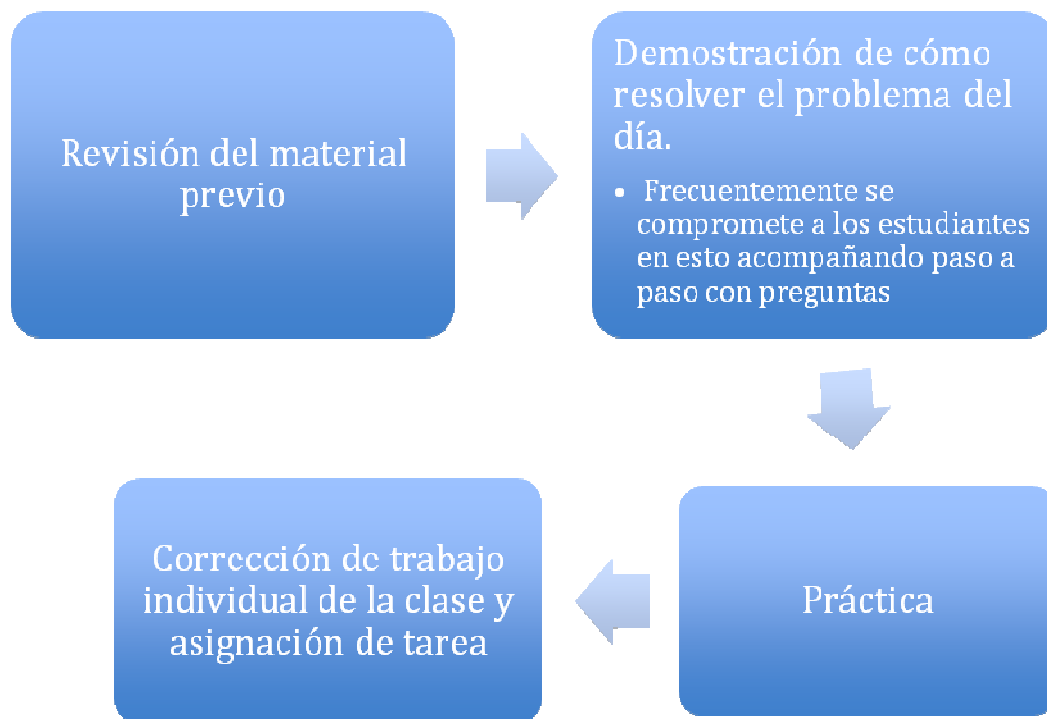 Revisión del material
previo
Demostración de cómo
resolver el problema del
día.
• Frecuentemente se
compromete a los estudiantes
en esto acompañando paso a
paso con preguntas
Práctica
Corrección de trabajo
individual de la clase y
asignación de tarea